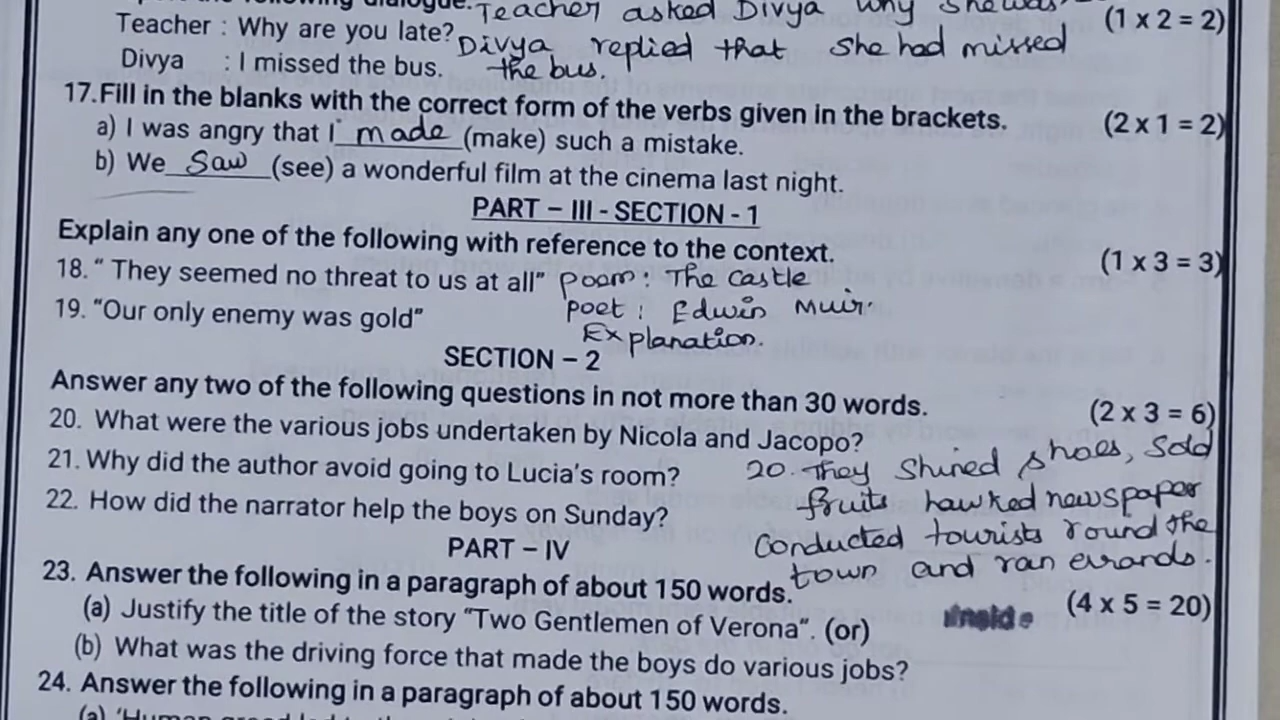 the following dialogue. Teacher asked Divya why she was
Teacher : Why are you late? (1 x 2 = 2)
Divya replied that she had missed
Divya : I missed the bus. the bus.
17.Fill in the blanks with the correct form of the verbs given in the brackets. (2 x 1 = 2)
a) I was angry that I made (make) such a mistake.
b) We Saw (see) a wonderful film at the cinema last night.
PART – III - SECTION - 1
Explain any one of the following with reference to the context. (1 x 3 = 3)
18. “ They seemed no threat to us at all” poam : The castle
19. “Our only enemy was gold” poet : Edwin Muir.
Explanation.
SECTION – 2
Answer any two of the following questions in not more than 30 words. (2 x 3 = 6)
20. What were the various jobs undertaken by Nicola and Jacopo?
21. Why did the author avoid going to Lucia’s room? 20. They shined shoes, sold
22. How did the narrator help the boys on Sunday? fruits hawked newspaper
PART – IV conducted tourists round the
town and ran errands.
23. Answer the following in a paragraph of about 150 words. (4 x 5 = 20)
(a) Justify the title of the story “Two Gentlemen of Verona”. (or)
(b) What was the driving force that made the boys do various jobs?
24. Answer the following in a paragraph of about 150 words.
(a) ‘Human greed led to the